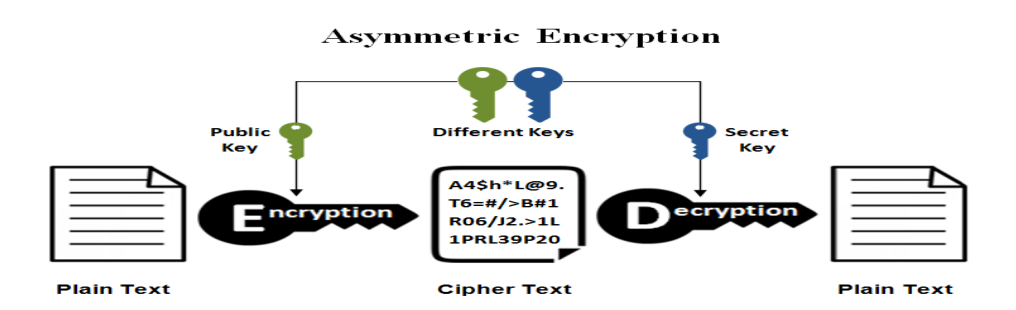 Asymmetric Encryption
Public
Key
Different Keys
Secret
Key
A4$h*L@9.
T6=#/>B#1
R06/J2.>1L
1PRL39P20
Encryption
Decryption
Plain Text
Cipher Text
Plain Text